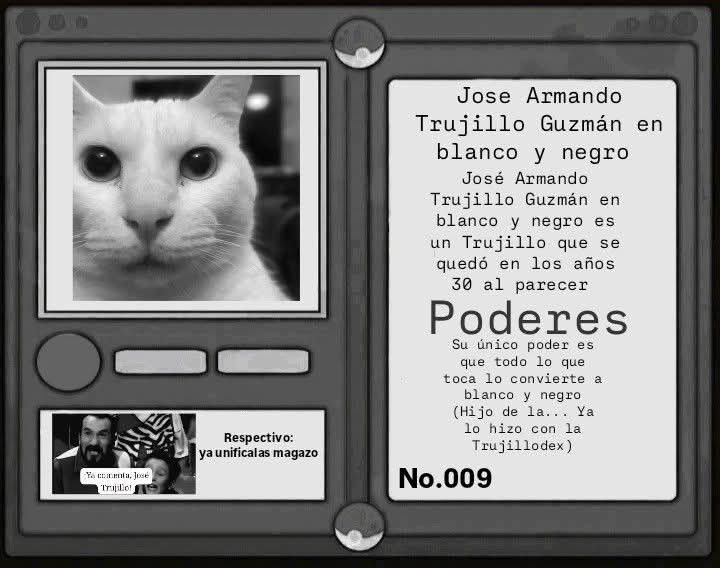 Jose Armando
Trujillo Guzmán en
blanco y negro
José Armando
Trujillo Guzmán en
blanco y negro es
un Trujillo que se
quedó en los años
30 al parecer
Poderes
Su único poder es
que todo lo que
toca lo convierte a
blanco y negro
(Hijo de la... Ya
lo hizo con la
Trujillodex)
No.009
Respectivo:
ya unificalas magazo
¡Ya comenta, José
Trujillo!